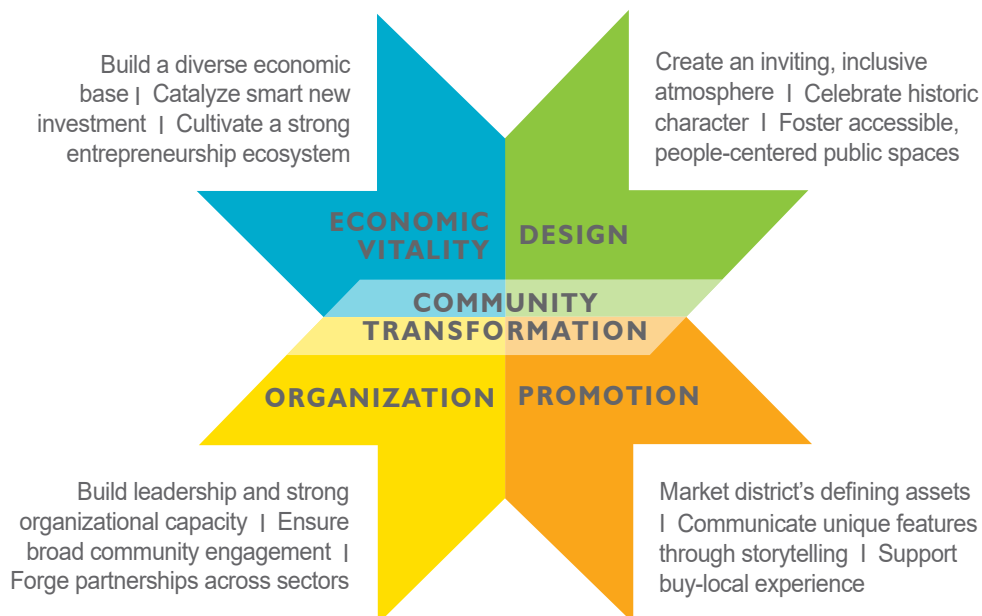 Build a diverse economic
base | Catalyze smart new
investment | Cultivate a strong
entrepreneurship ecosystem
Create an inviting, inclusive
atmosphere | Celebrate historic
character | Foster accessible,
people-centered public spaces
ECONOMIC
VITALITY
DESIGN
COMMUNITY
TRANSFORMATION
ORGANIZATION
PROMOTION
Build leadership and strong
organizational capacity | Ensure
broad community engagement |
Forge partnerships across sectors
Market district’s defining assets
| Communicate unique features
through storytelling | Support
buy-local experience